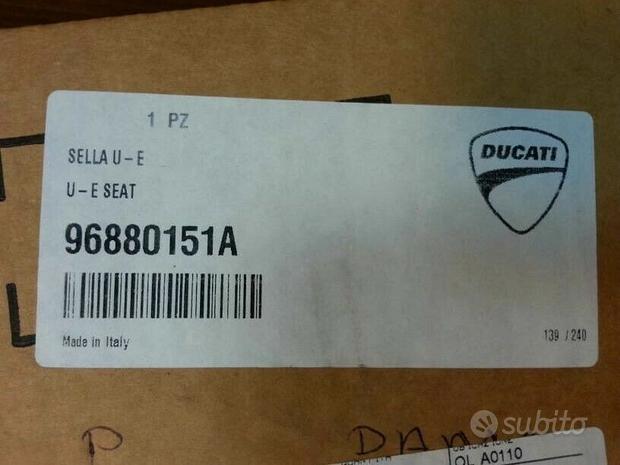 1 PZ
SELLA U-E
U-E SEAT
DUCATI
96880151A
Made in Italy
139 / 240
P
subito
OL A0110